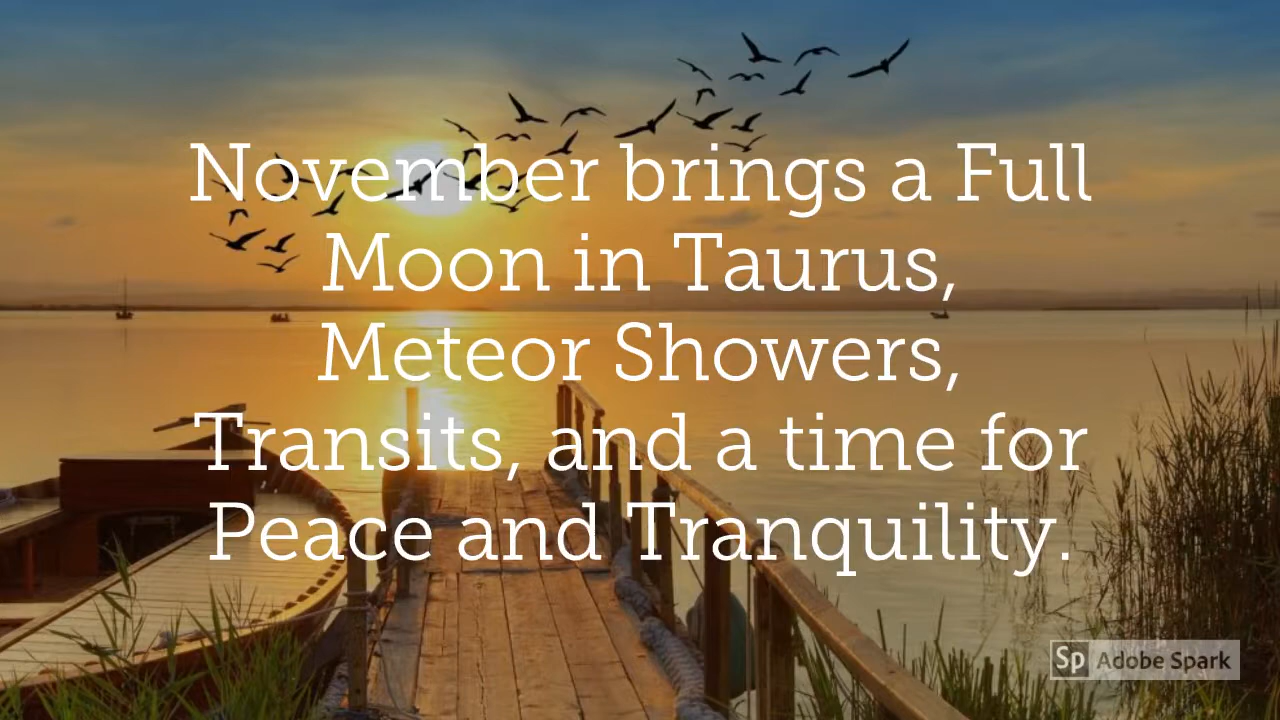 November brings a Full
Moon in Taurus,
Meteor Showers,
Transits, and a time for
Peace and Tranquility.
Sp Adobe Spark